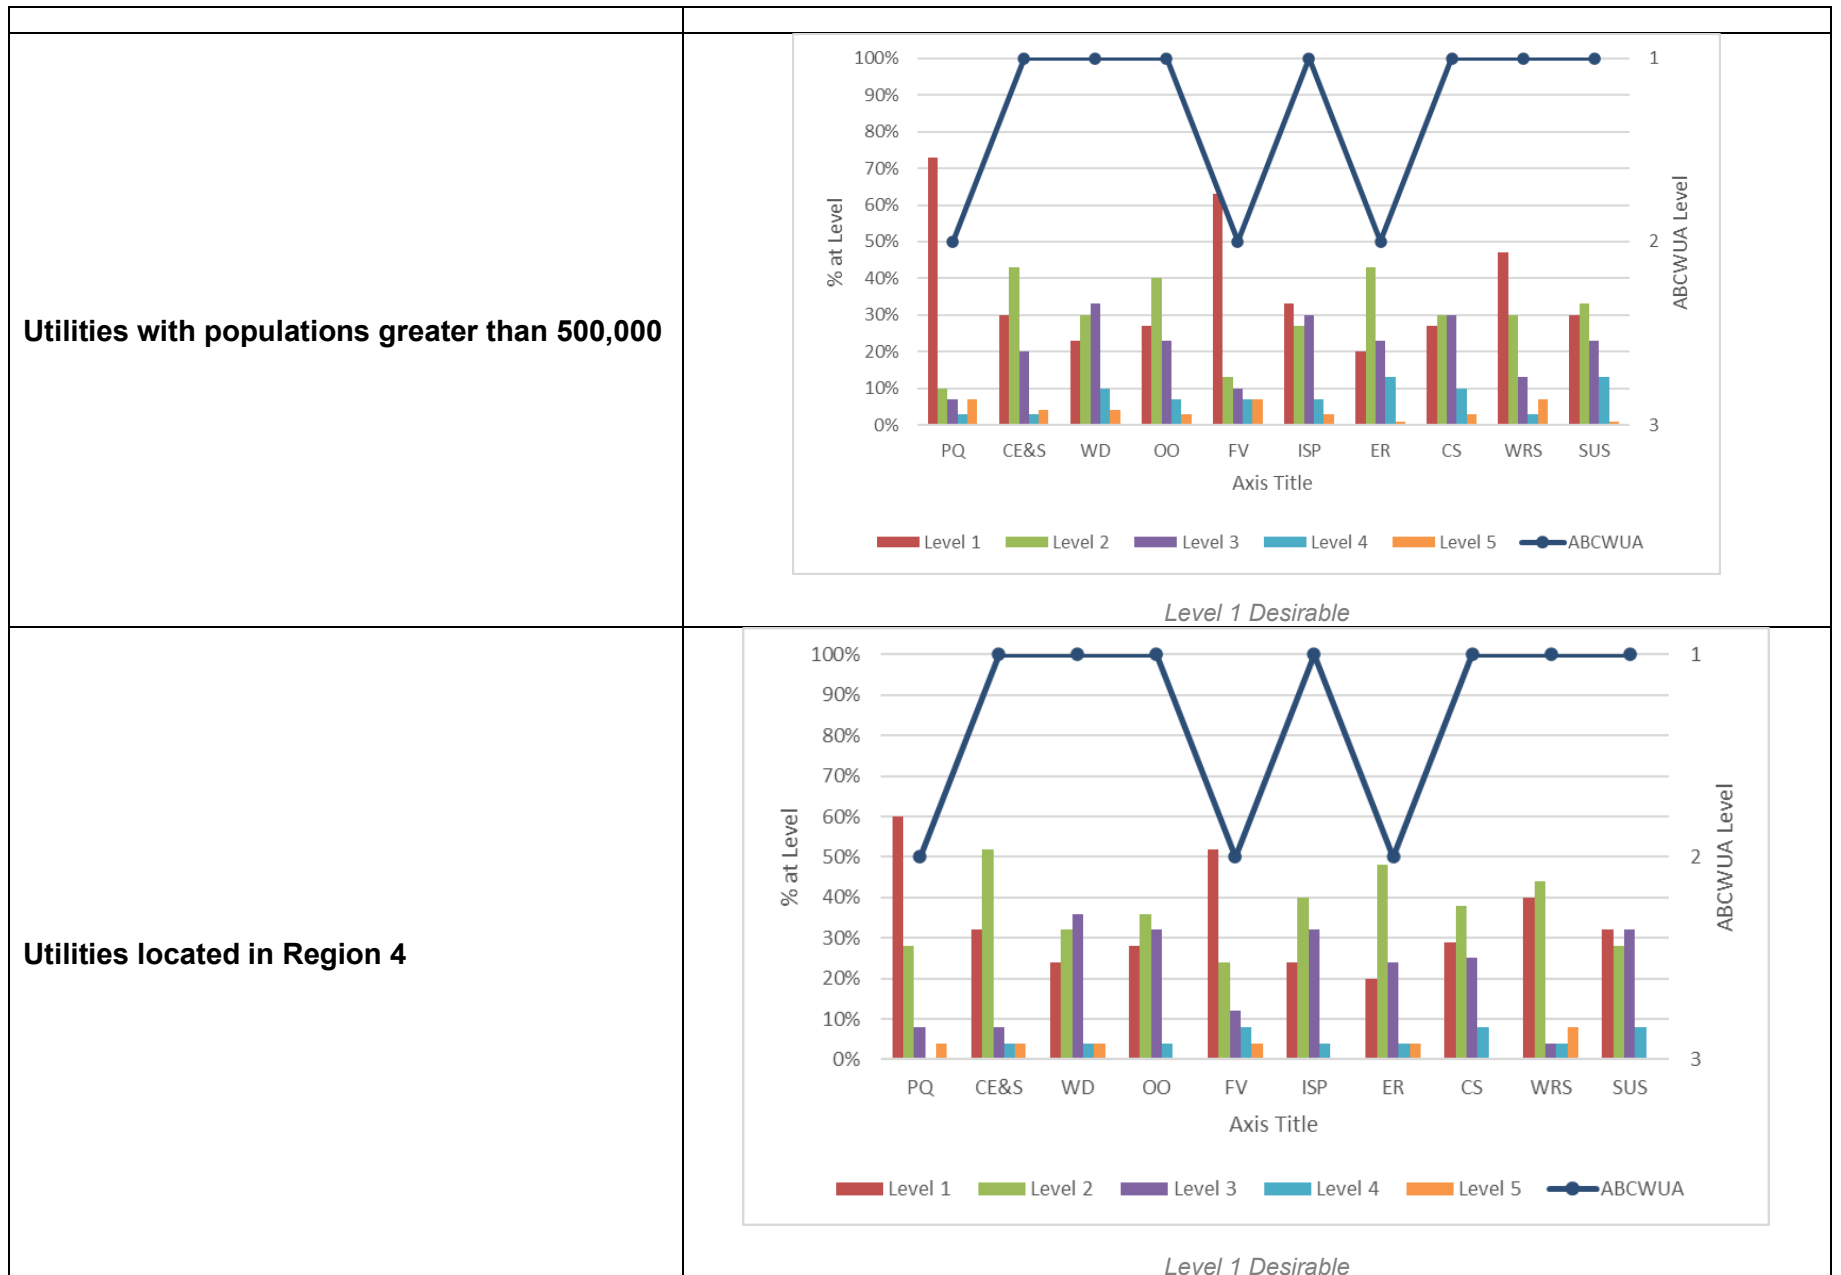 Utilities with populations greater than 500,000
100%
90%
80%
70%
60%
50%
40%
30%
20%
10%
0%
% at Level
1
2
3
ABCWUA Level
PQ CE&S WD OO FV ISP ER CS WRS SUS
Axis Title
Level 1 Level 2 Level 3 Level 4 Level 5 ABCWUA
Level 1 Desirable
Utilities located in Region 4
100%
90%
80%
70%
60%
50%
40%
30%
20%
10%
0%
% at Level
1
2
3
ABCWUA Level
PQ CE&S WD OO FV ISP ER CS WRS SUS
Axis Title
Level 1 Level 2 Level 3 Level 4 Level 5 ABCWUA
Level 1 Desirable